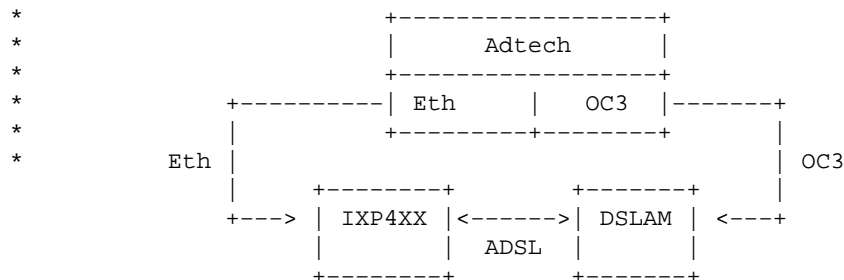 *                        +-------------------+
*                        |      Adtech       |
*                        +-------------------+
*             +----------| Eth     |   OC3 |-------+
*             |          +---------+--------+      |
*         Eth |                                    | OC3
             |     +--------+        +-------+    |
             +---> | IXP4XX |<------>| DSLAM | <---+
                   |        |  ADSL  |       |
                   +--------+        +-------+